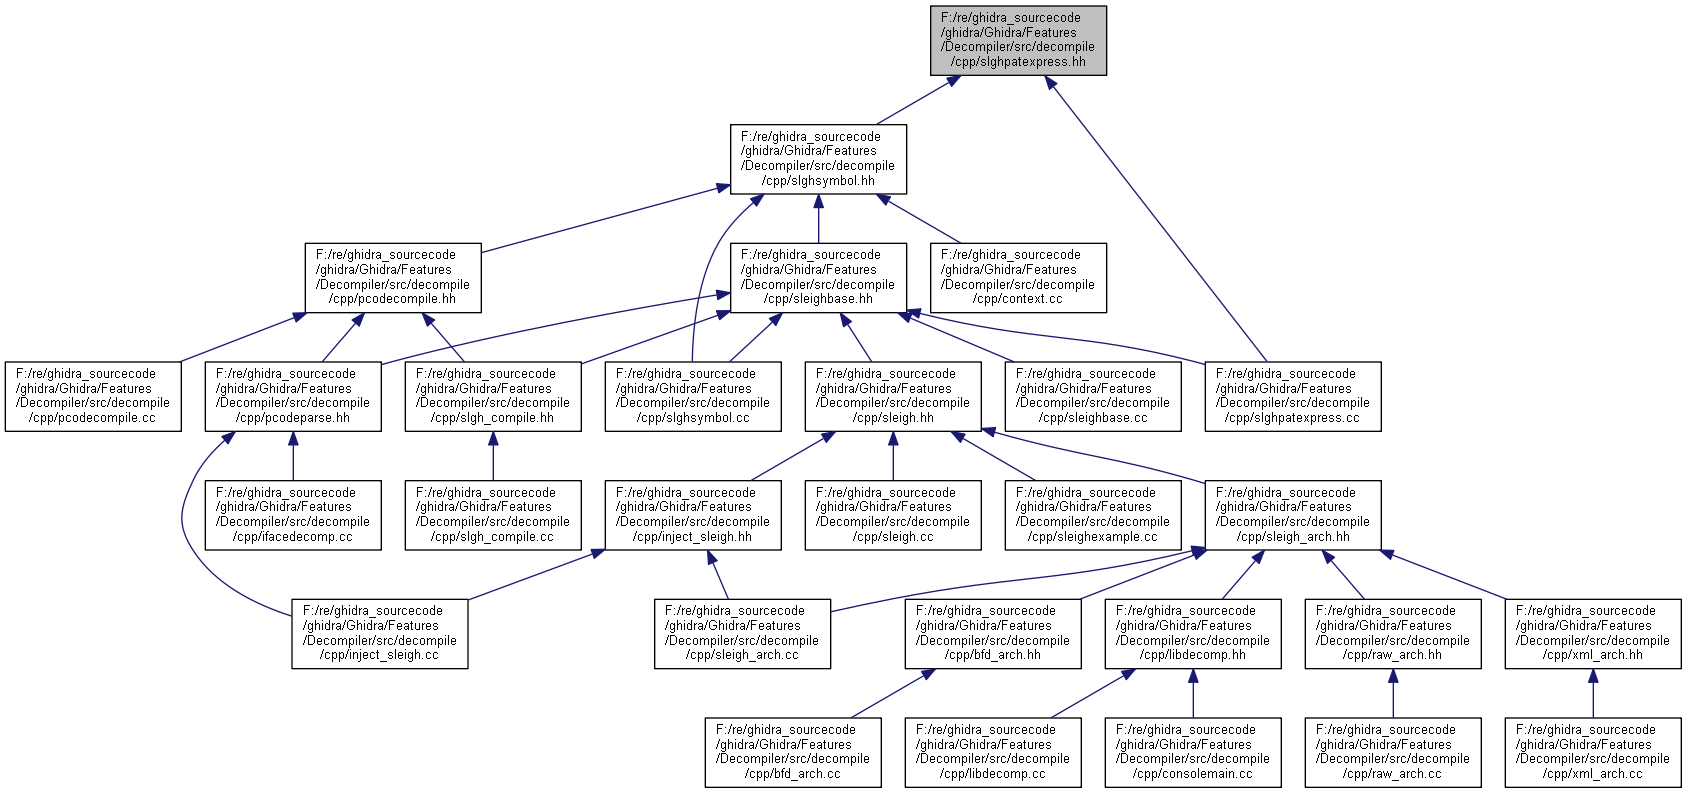 F:/re/ghidra_sourcecode
/ghidra/Ghidra/Features
/Decompiler/src/decompile
/cpp/slghpatexpress.hh
F:/re/ghidra_sourcecode
/ghidra/Ghidra/Features
/Decompiler/src/decompile
/cpp/slghsymbol.hh
F:/re/ghidra_sourcecode
/ghidra/Ghidra/Features
/Decompiler/src/decompile
/cpp/pcodecompile.hh
F:/re/ghidra_sourcecode
/ghidra/Ghidra/Features
/Decompiler/src/decompile
/cpp/sleighbase.hh
F:/re/ghidra_sourcecode
/ghidra/Ghidra/Features
/Decompiler/src/decompile
/cpp/context.cc
F:/re/ghidra_sourcecode
/ghidra/Ghidra/Features
/Decompiler/src/decompile
/cpp/pcodecompile.cc
F:/re/ghidra_sourcecode
/ghidra/Ghidra/Features
/Decompiler/src/decompile
/cpp/pcodeparse.hh
F:/re/ghidra_sourcecode
/ghidra/Ghidra/Features
/Decompiler/src/decompile
/cpp/slgh_compile.hh
F:/re/ghidra_sourcecode
/ghidra/Ghidra/Features
/Decompiler/src/decompile
/cpp/slghsymbol.cc
F:/re/ghidra_sourcecode
/ghidra/Ghidra/Features
/Decompiler/src/decompile
/cpp/sleigh.hh
F:/re/ghidra_sourcecode
/ghidra/Ghidra/Features
/Decompiler/src/decompile
/cpp/sleighbase.cc
F:/re/ghidra_sourcecode
/ghidra/Ghidra/Features
/Decompiler/src/decompile
/cpp/slghpatexpress.cc
F:/re/ghidra_sourcecode
/ghidra/Ghidra/Features
/Decompiler/src/decompile
/cpp/ifacedecomp.cc
F:/re/ghidra_sourcecode
/ghidra/Ghidra/Features
/Decompiler/src/decompile
/cpp/slgh_compile.cc
F:/re/ghidra_sourcecode
/ghidra/Ghidra/Features
/Decompiler/src/decompile
/cpp/inject_sleigh.hh
F:/re/ghidra_sourcecode
/ghidra/Ghidra/Features
/Decompiler/src/decompile
/cpp/sleigh.cc
F:/re/ghidra_sourcecode
/ghidra/Ghidra/Features
/Decompiler/src/decompile
/cpp/sleighexample.cc
F:/re/ghidra_sourcecode
/ghidra/Ghidra/Features
/Decompiler/src/decompile
/cpp/sleigh_arch.hh
F:/re/ghidra_sourcecode
/ghidra/Ghidra/Features
/Decompiler/src/decompile
/cpp/inject_sleigh.cc
F:/re/ghidra_sourcecode
/ghidra/Ghidra/Features
/Decompiler/src/decompile
/cpp/sleigh_arch.cc
F:/re/ghidra_sourcecode
/ghidra/Ghidra/Features
/Decompiler/src/decompile
/cpp/bfd_arch.hh
F:/re/ghidra_sourcecode
/ghidra/Ghidra/Features
/Decompiler/src/decompile
/cpp/libdecomp.hh
F:/re/ghidra_sourcecode
/ghidra/Ghidra/Features
/Decompiler/src/decompile
/cpp/raw_arch.hh
F:/re/ghidra_sourcecode
/ghidra/Ghidra/Features
/Decompiler/src/decompile
/cpp/xml_arch.hh
F:/re/ghidra_sourcecode
/ghidra/Ghidra/Features
/Decompiler/src/decompile
/cpp/bfd_arch.cc
F:/re/ghidra_sourcecode
/ghidra/Ghidra/Features
/Decompiler/src/decompile
/cpp/libdecomp.cc
F:/re/ghidra_sourcecode
/ghidra/Ghidra/Features
/Decompiler/src/decompile
/cpp/consolemain.cc
F:/re/ghidra_sourcecode
/ghidra/Ghidra/Features
/Decompiler/src/decompile
/cpp/raw_arch.cc
F:/re/ghidra_sourcecode
/ghidra/Ghidra/Features
/Decompiler/src/decompile
/cpp/xml_arch.cc